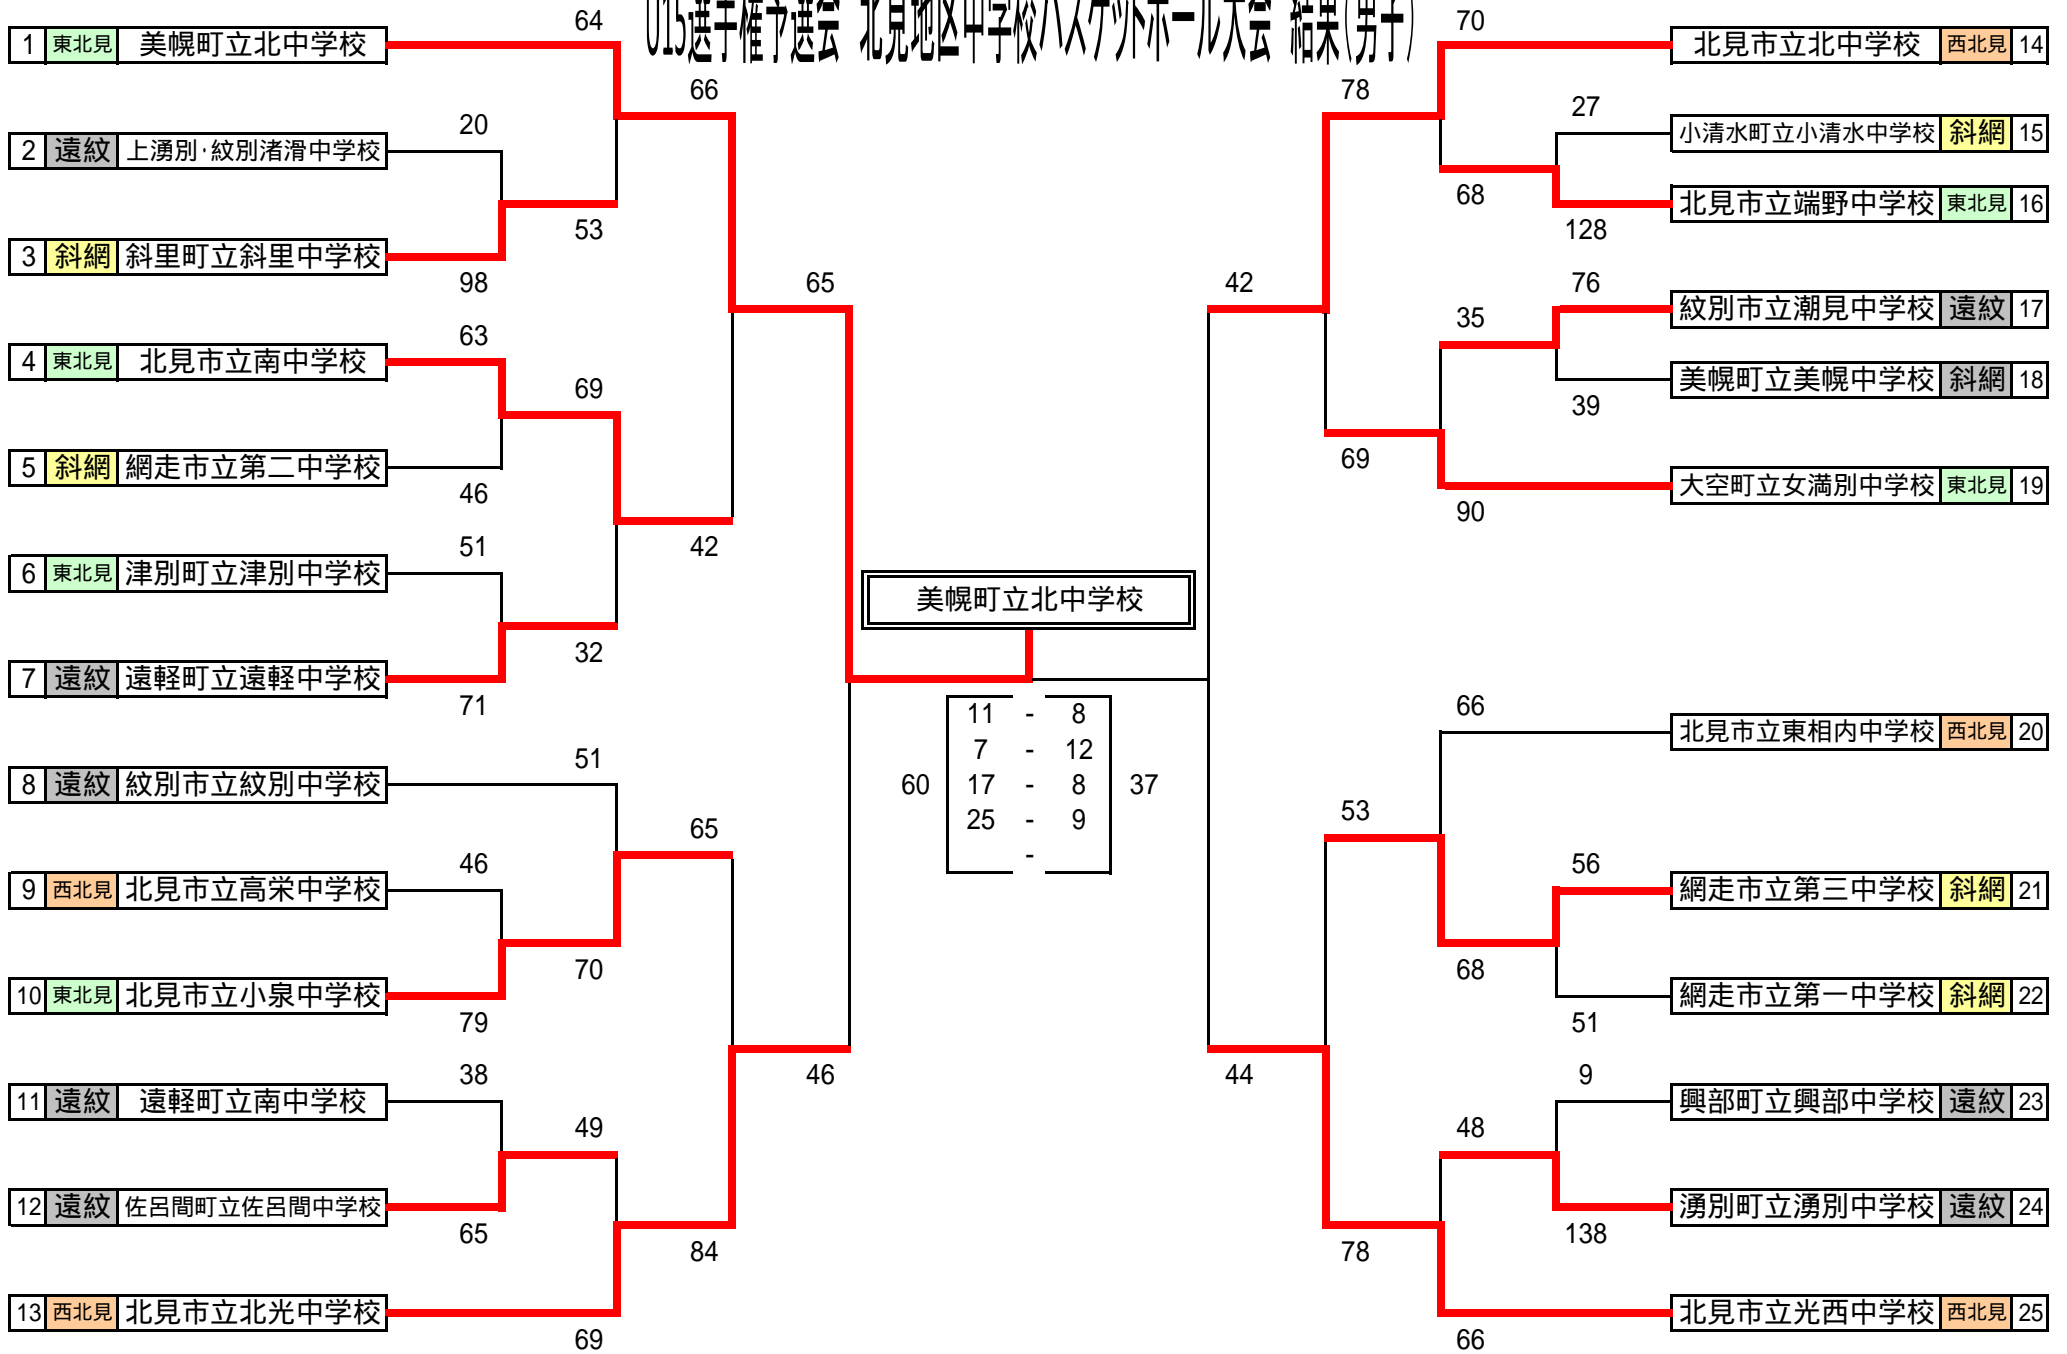 U15選手権予選会 北見地区中学校バスケットボール大会 結果(男子)
1 東北見 美幌町立北中学校
64
2 遠紋 上湧別・紋別渚滑中学校
20
3 斜網 斜里町立斜里中学校
98
53
66
4 東北見 北見市立南中学校
63
5 斜網 網走市立第二中学校
46
69
6 東北見 津別町立津別中学校
51
7 遠紋 遠軽町立遠軽中学校
71
32
42
65
8 遠紋 紋別市立紋別中学校
51
9 西北見 北見市立高栄中学校
46
10 東北見 北見市立小泉中学校
79
70
65
11 遠紋 遠軽町立南中学校
38
12 遠紋 佐呂間町立佐呂間中学校
65
49
13 西北見 北見市立北光中学校
69
84
46
美幌町立北中学校
11 - 8
7 - 12
60 17 - 8 37
25 - 9
-
70
北見市立北中学校 西北見 14
27
小清水町立小清水中学校 斜網 15
北見市立端野中学校 東北見 16
128
68
78
76
紋別市立潮見中学校 遠紋 17
美幌町立美幌中学校 斜網 18
39
35
大空町立女満別中学校 東北見 19
90
69
42
66
北見市立東相内中学校 西北見 20
56
網走市立第三中学校 斜網 21
網走市立第一中学校 斜網 22
51
68
53
9
興部町立興部中学校 遠紋 23
湧別町立湧別中学校 遠紋 24
138
48
北見市立光西中学校 西北見 25
66
78
44